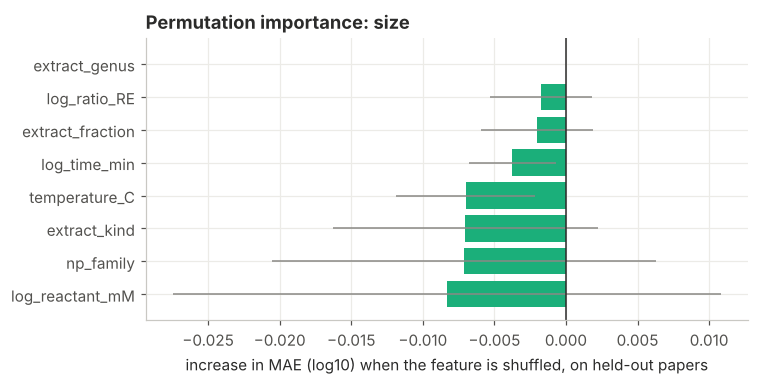 Permutation importance: size
extract_genus
log_ratio_RE
extract_fraction
log_time_min
temperature_C
extract_kind
np_family
log_reactant_mM
−0.025 −0.020 −0.015 −0.010 −0.005 0.000 0.005 0.010
increase in MAE (log10) when the feature is shuffled, on held-out papers